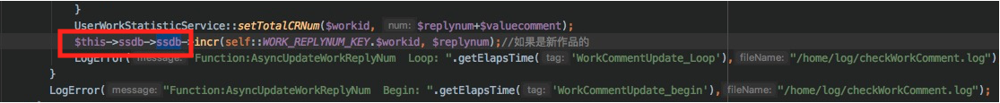 }
UserWorkStatisticService::setTotalCRNum($workid, num: $replynum+$valuecomment);
$this->ssdb->ssdb->incr(self::WORK_REPLYNUM_KEY.$workid, $replynum);//如果是新作品的
LogError( message: "Function:AsyncUpdateWorkReplyNum Loop: ".getElapsTime( tag: 'WorkCommentUpdate_Loop'), fileName: "/home/log/checkWorkComment.log")
}
LogError( message: "Function:AsyncUpdateWorkReplyNum Begin: ".getElapsTime( tag: 'WorkCommentUpdate_begin'), fileName: "/home/log/checkWorkComment.log");